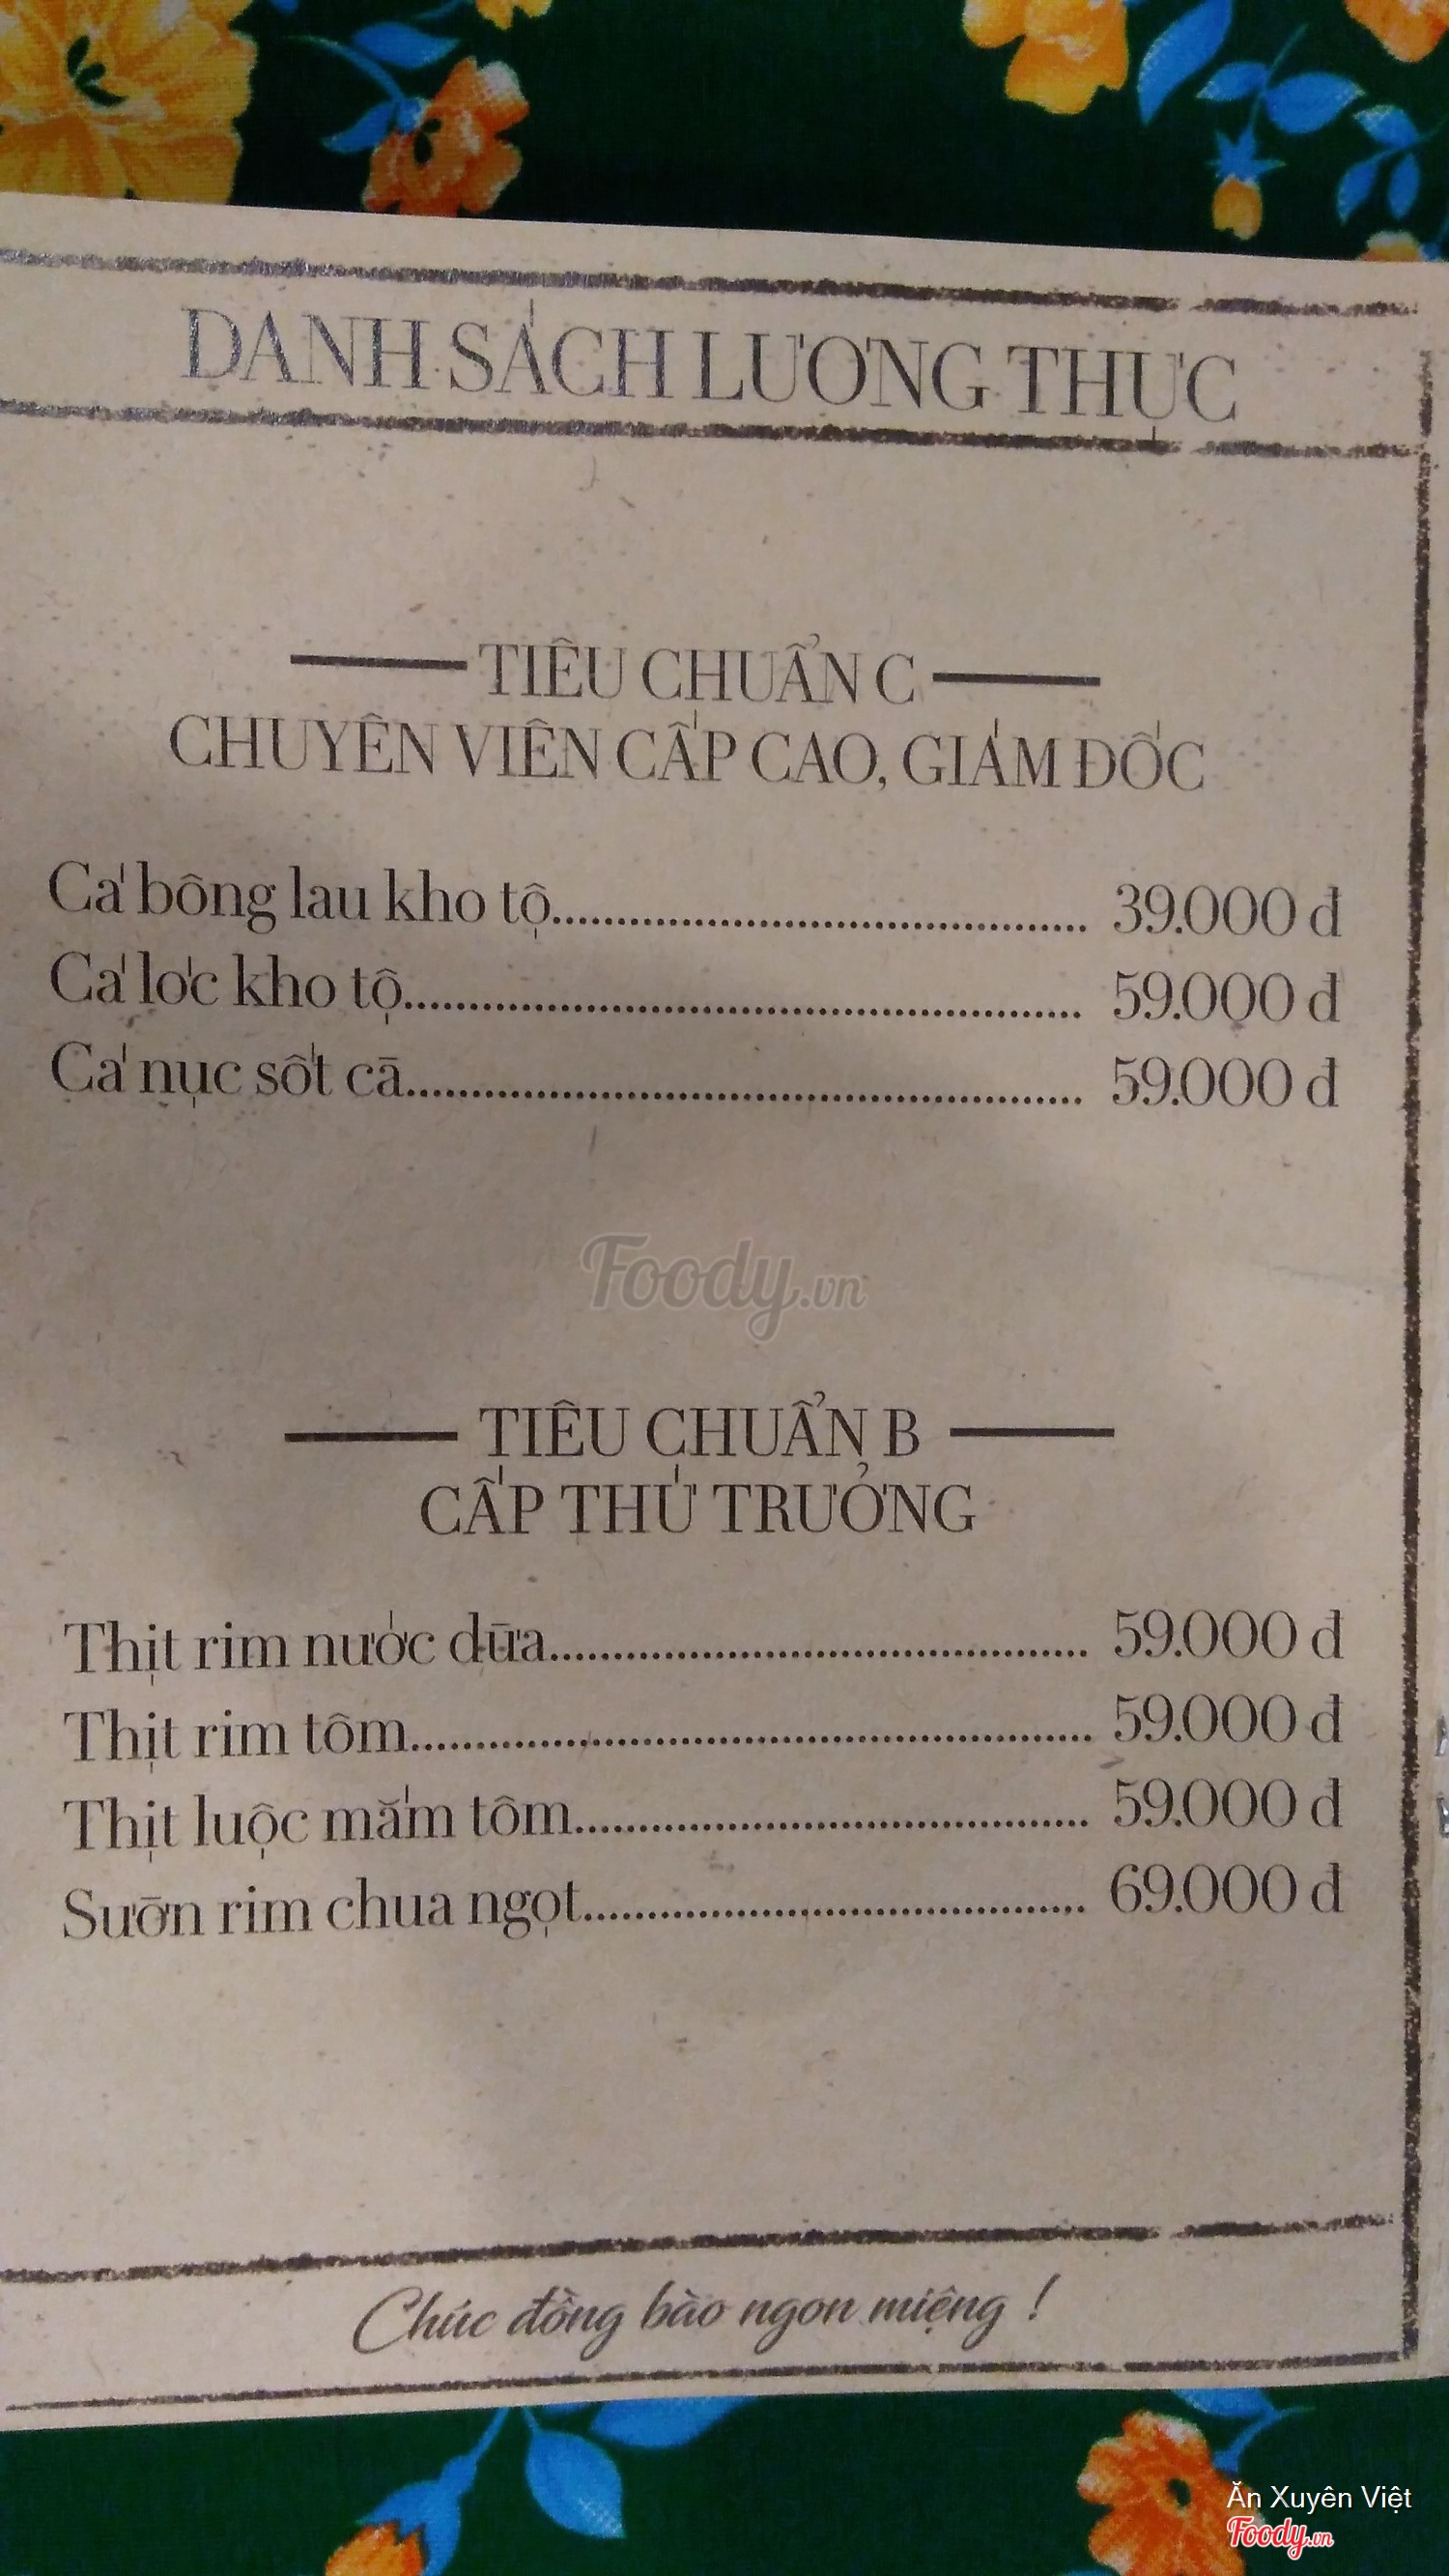 DANH SÁCH LƯƠNG THỰC
TIÊU CHUẨN C
CHUYÊN VIÊN CẤP CAO, GIÁM ĐỐC
Cá bông lau kho tộ........................................... 39.000 đ
Cá lóc kho tộ...................................................... 59.000 đ
Cá nục sốt cà...................................................... 59.000 đ
Foody.vn
TIÊU CHUẨN B
CẤP THỨ TRƯỞNG
Thịt rim nước dừa........................................... 59.000 đ
Thịt rim tôm...................................................... 59.000 đ
Thịt luộc mắm tôm......................................... 59.000 đ
Sườn rim chua ngọt........................................ 69.000 đ
Chúc đồng bào ngon miệng !
Ăn Xuyên Việt
Foody.vn